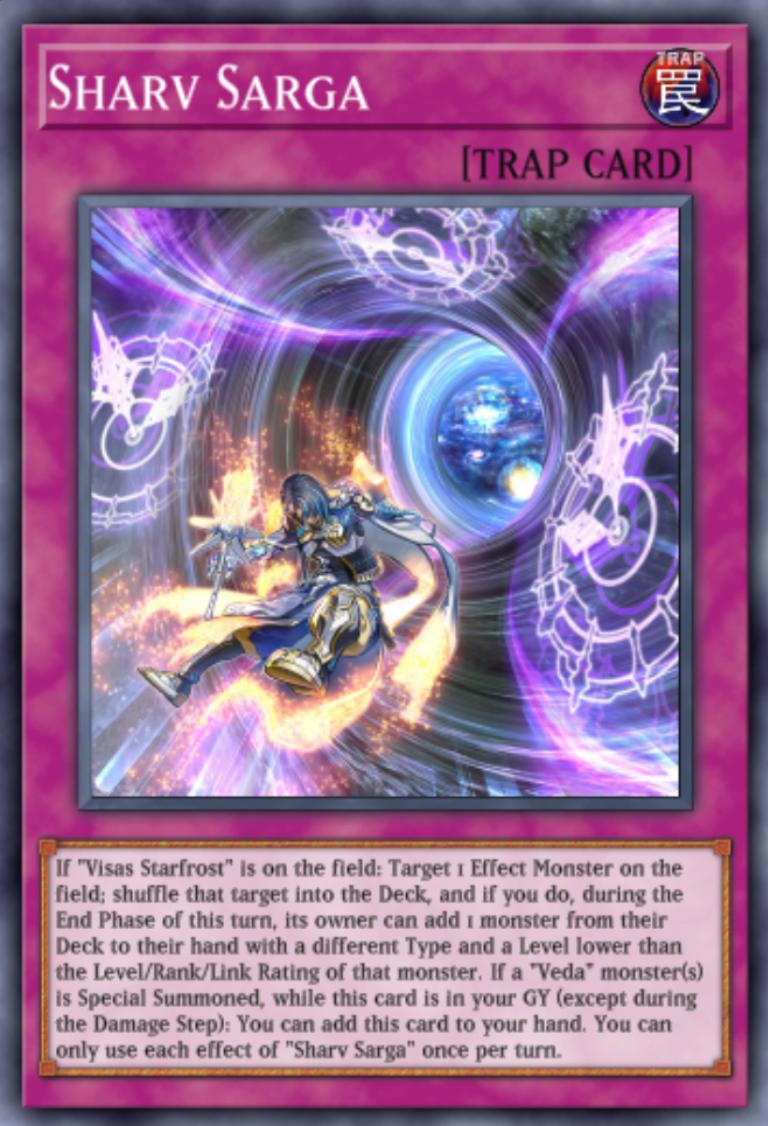 SHARV SARGA
TRAP
罠
[TRAP CARD]
If "Visas Starfrost" is on the field: Target 1 Effect Monster on the
field; shuffle that target into the Deck, and if you do, during the
End Phase of this turn, its owner can add 1 monster from their
Deck to their hand with a different Type and a Level lower than
the Level/Rank/Link Rating of that monster. If a "Veda" monster(s)
is Special Summoned, while this card is in your GY (except during
the Damage Step): You can add this card to your hand. You can
only use each effect of "Sharv Sarga" once per turn.